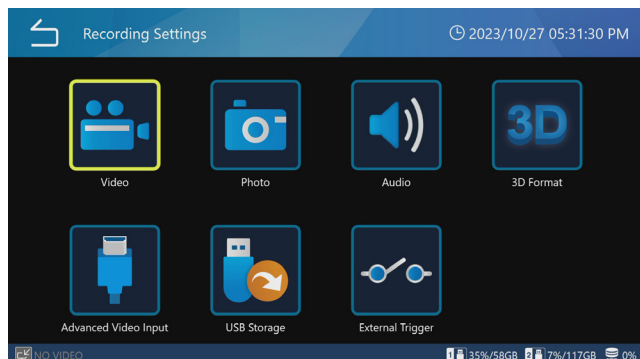 Recording Settings
2023/10/27 05:31:30 PM
3D
Video
Photo
Audio
3D Format
Advanced Video Input
USB Storage
External Trigger
NO VIDEO
1 35%/58GB 2 7%/117GB 0%